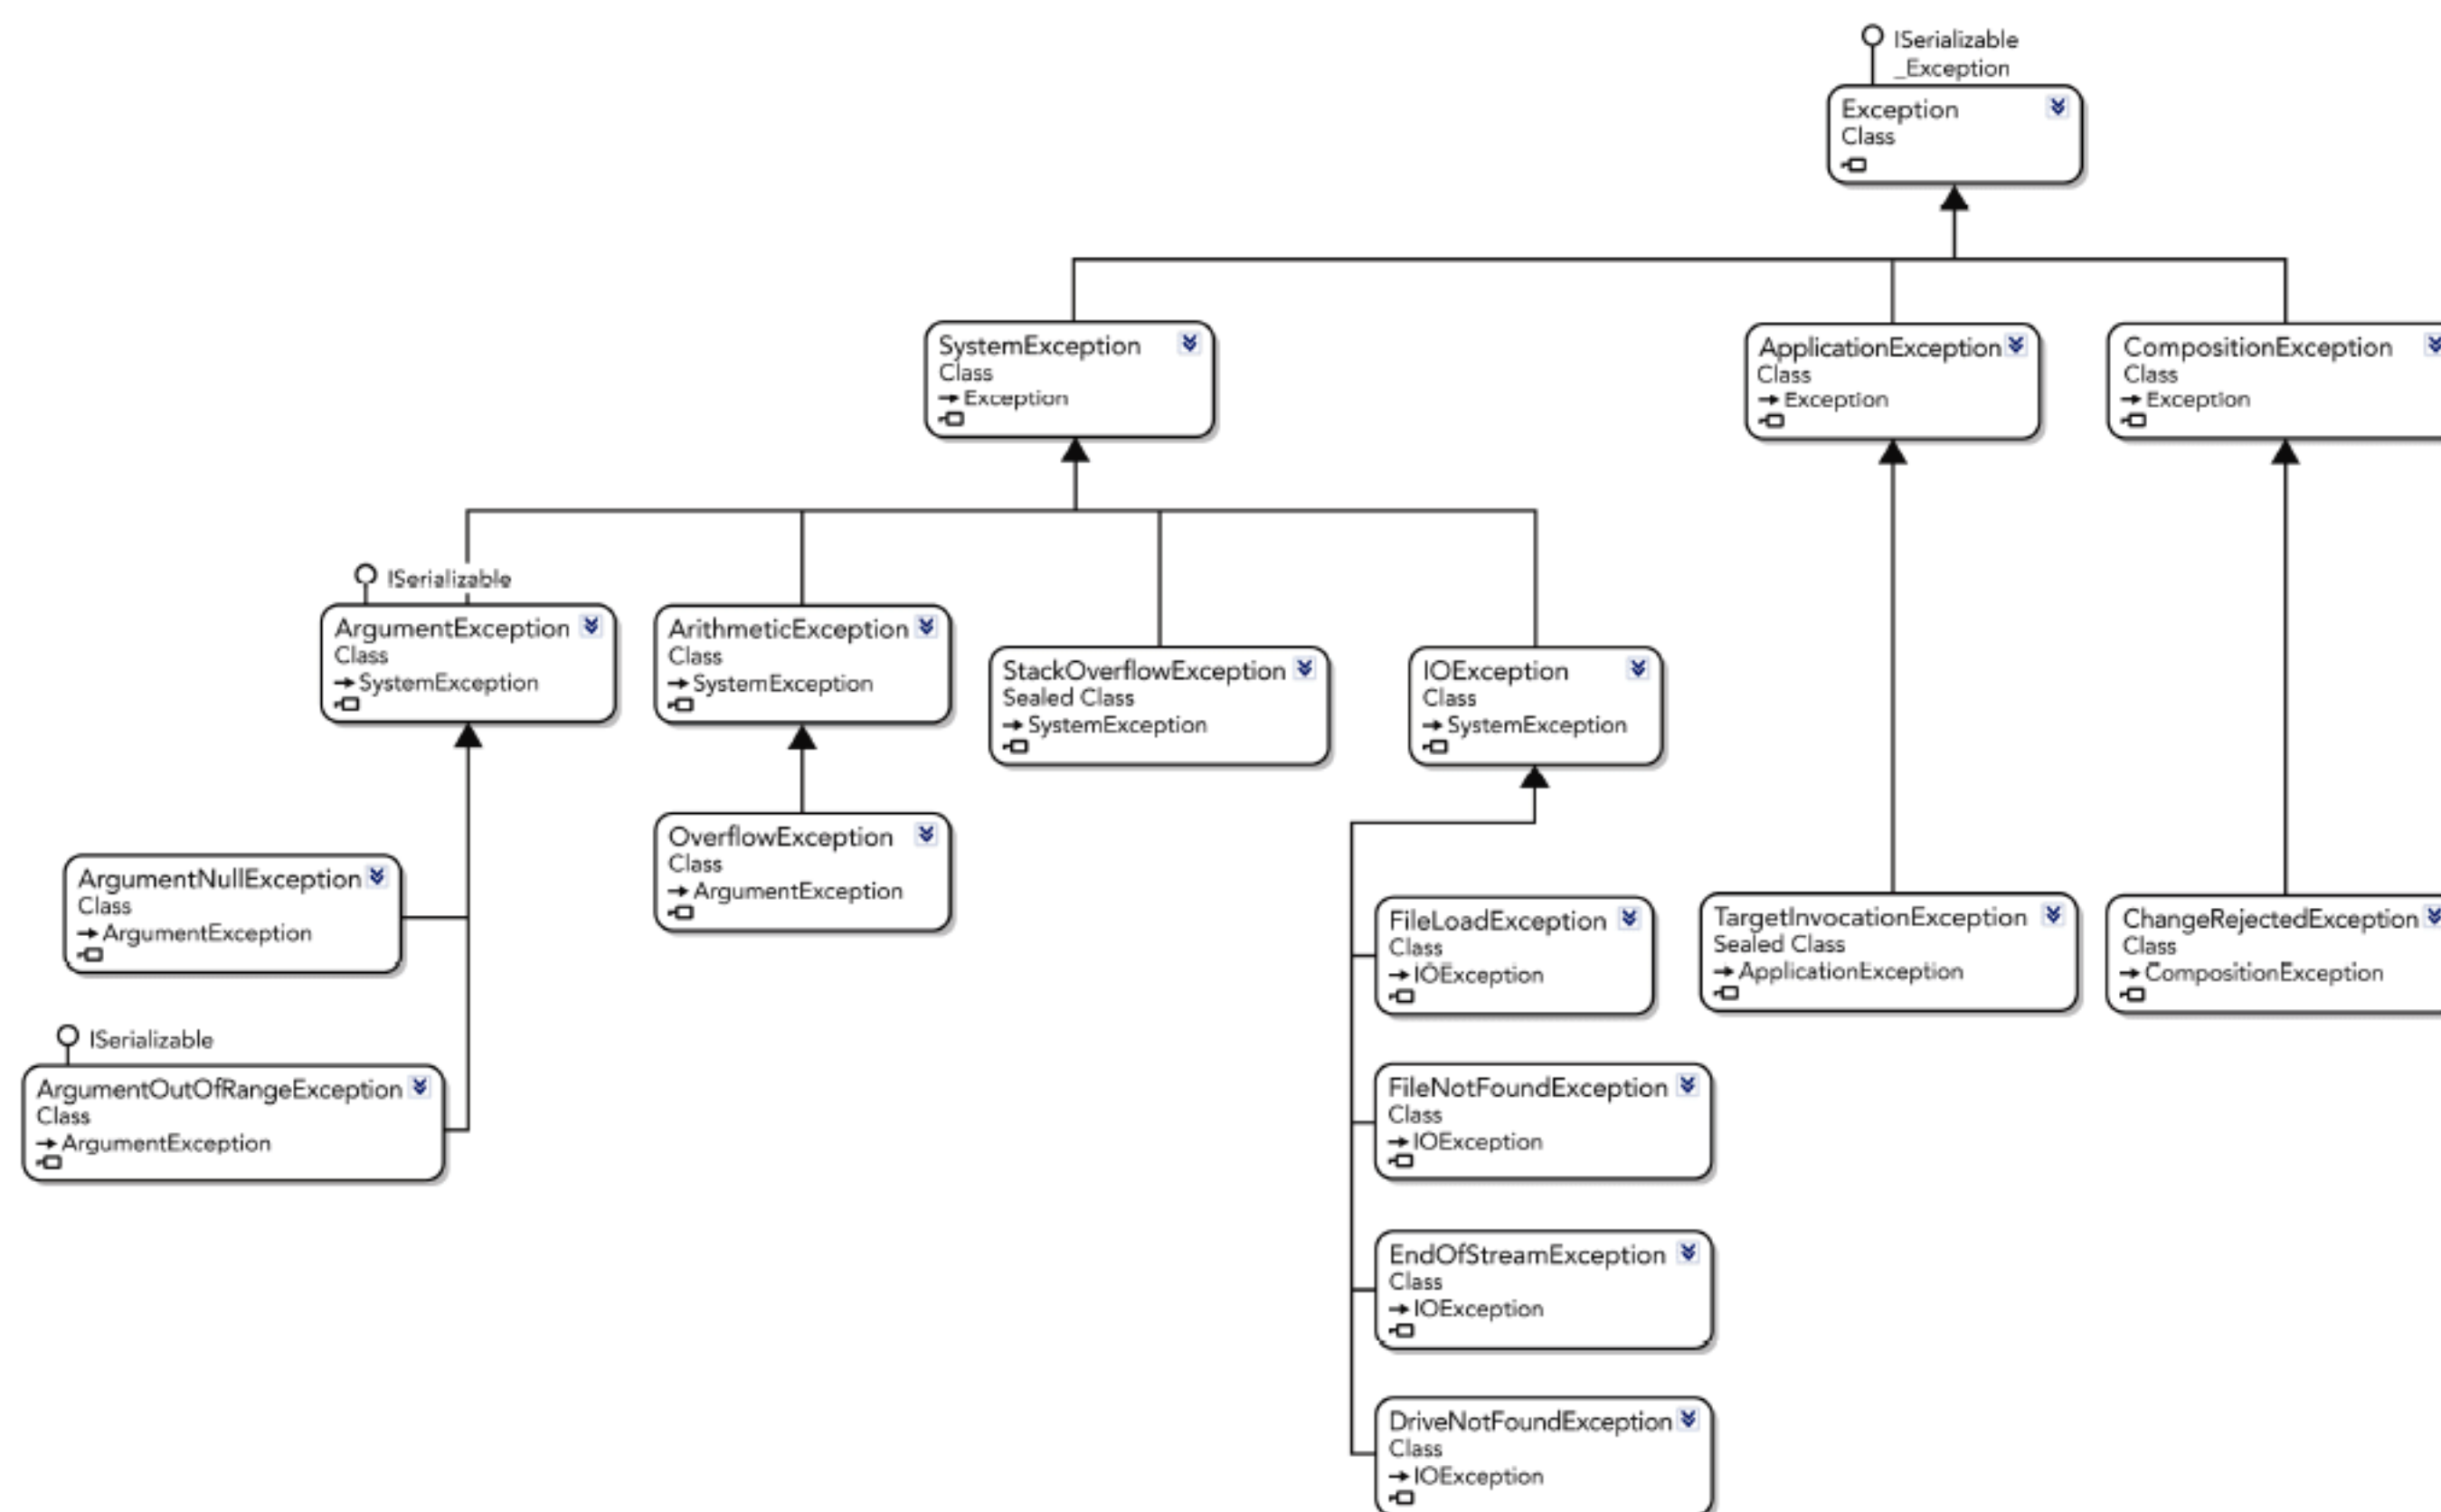 ISerializable
_Exception
Exception
Class
SystemException
Class
Exception
ApplicationException
Class
Exception
CompositionException
Class
Exception
ISerializable
ArgumentException
Class
SystemException
ArithmeticException
Class
SystemException
StackOverflowException
Sealed Class
SystemException
IOException
Class
SystemException
OverflowException
Class
ArgumentException
ArgumentNullException
Class
ArgumentException
FileLoadException
Class
IOException
TargetInvocationException
Sealed Class
ApplicationException
ChangeRejectedException
Class
CompositionException
ISerializable
ArgumentOutOfRangeException
Class
ArgumentException
FileNotFoundException
Class
IOException
EndOfStreamException
Class
IOException
DriveNotFoundException
Class
IOException